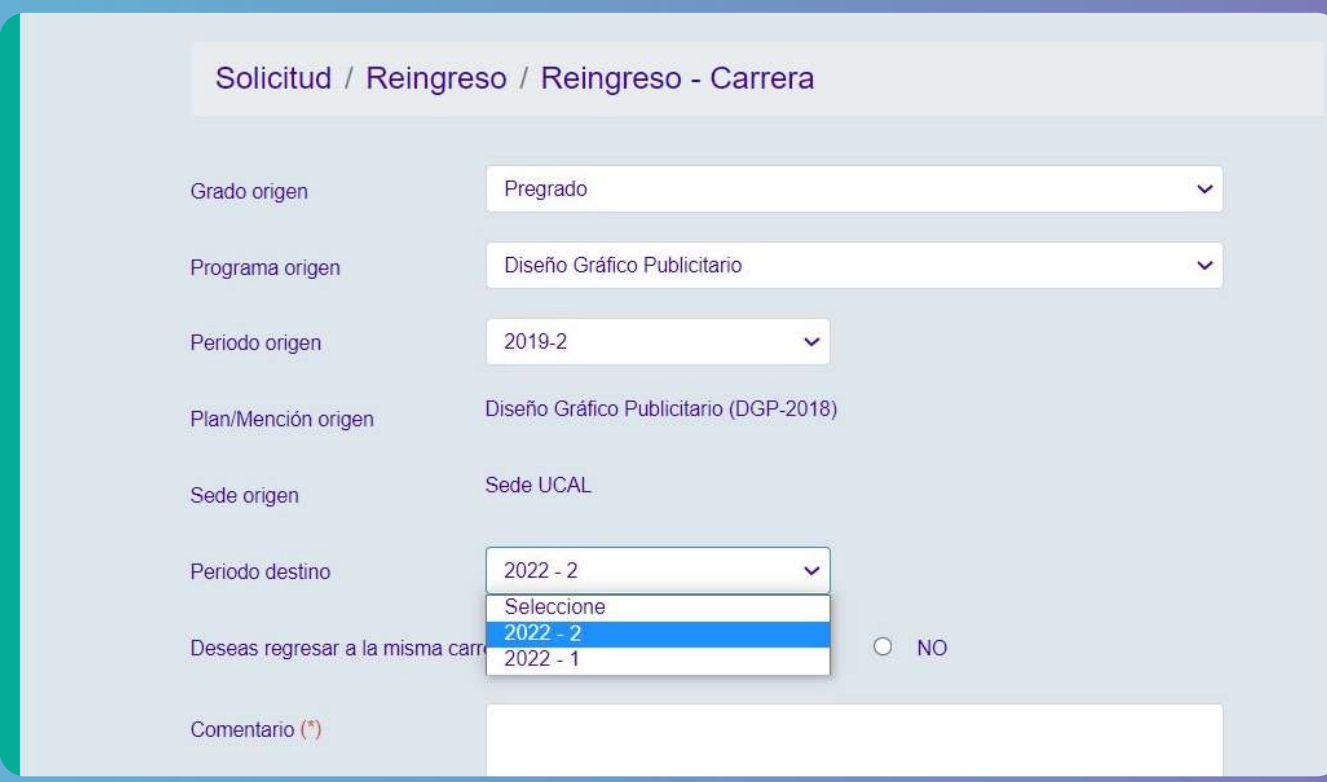 Solicitud / Reingreso / Reingreso - Carrera
Grado origen
Pregrado
Programa origen
Diseño Gráfico Publicitario
Periodo origen
2019-2
Plan/Mención origen
Diseño Gráfico Publicitario (DGP-2018)
Sede origen
Sede UCAL
Periodo destino
2022 - 2
Seleccione
2022 - 2
2022 - 1
Deseas regresar a la misma
NO
Comentario (*)